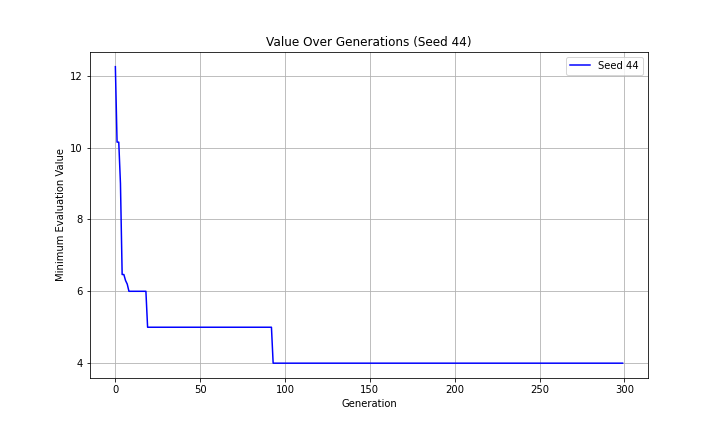 Value Over Generations (Seed 44)
Seed 44
Minimum Evaluation Value
12
10
8
6
4
0 50 100 150 200 250 300
Generation